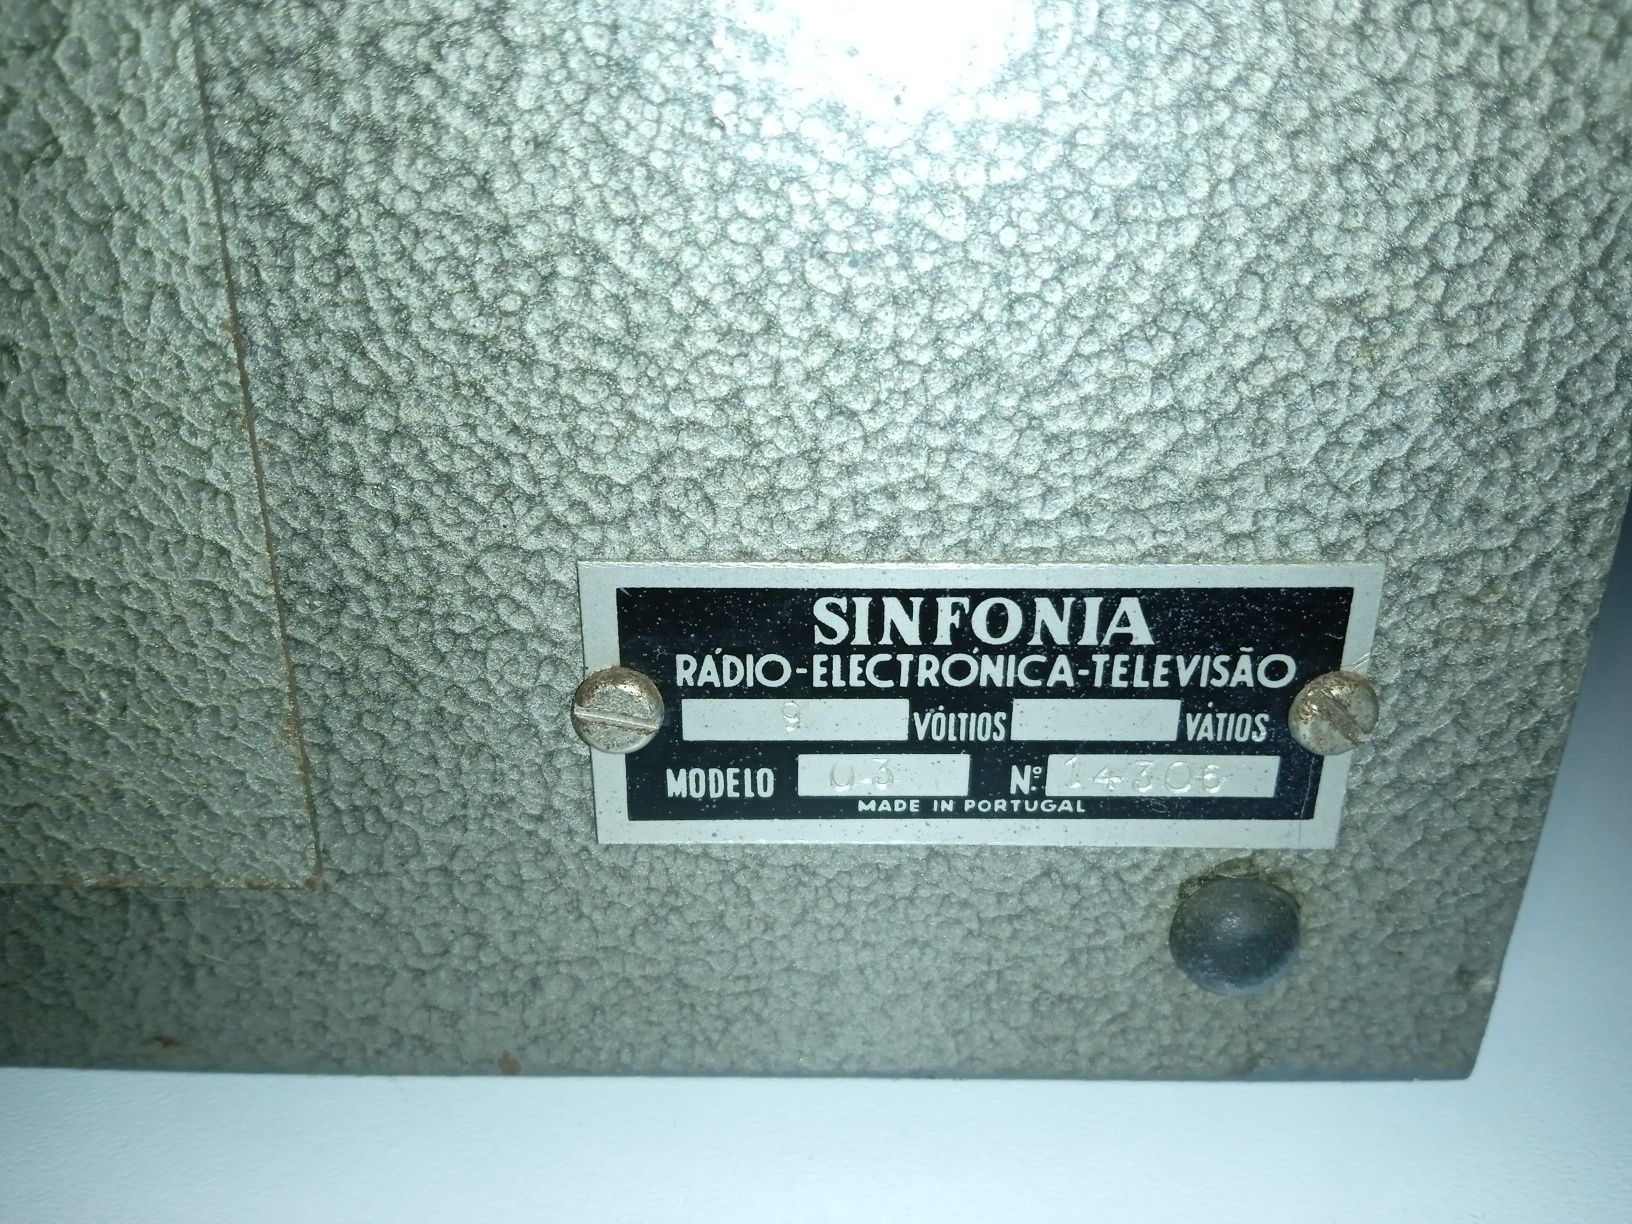 SINFONIA
RÁDIO-ELECTRÓNICA-TELEVISÃO
9 VÓLTIOS VÁTIOS
MODELO 03 Nº 14306
MADE IN PORTUGAL